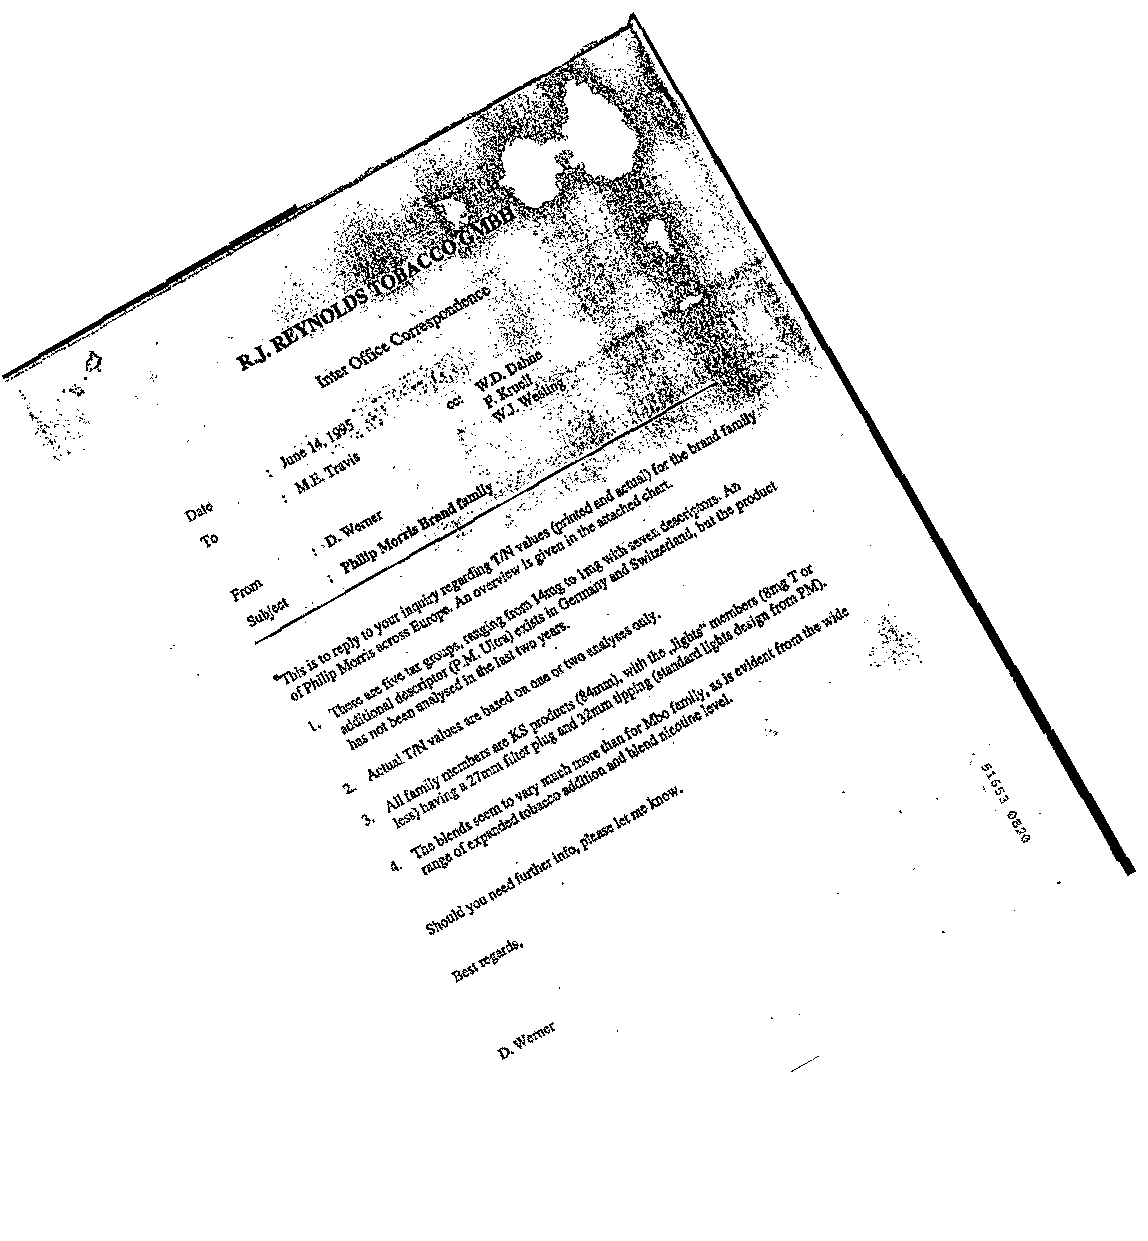 R.J. REYNOLDS TOBACCO GMBH
Inter Office Correspondence
Date : June 14, 1995
cc: W.D. Dahne
P. Kruell
W.J. Wesling
To : M.E. Travis
From : D. Werner
Subject : Philip Morris Brand family
This is to reply to your inquiry regarding T/N values (printed and actual) for the brand family
of Philip Morris across Europe. An overview is given in the attached chart.
1. There are five tar groups, ranging from 14mg to 1mg with seven descriptors. An
additional descriptor (P.M. Ultra) exists in Germany and Switzerland, but the product
has not been analysed in the last two years.
2. Actual T/N values are based on one or two analyses only.
3. All family members are KS products (84mm), with the „lights“ members (8mg T or
less) having a 27mm filter plug and 32mm tipping (standard lights design from PM).
4. The blends seem to vary much more than for Mbo family, as is evident from the wide
range of expanded tobacco addition and blend nicotine level.
Should you need further info, please let me know.
Best regards,
D. Werner
51653 0820